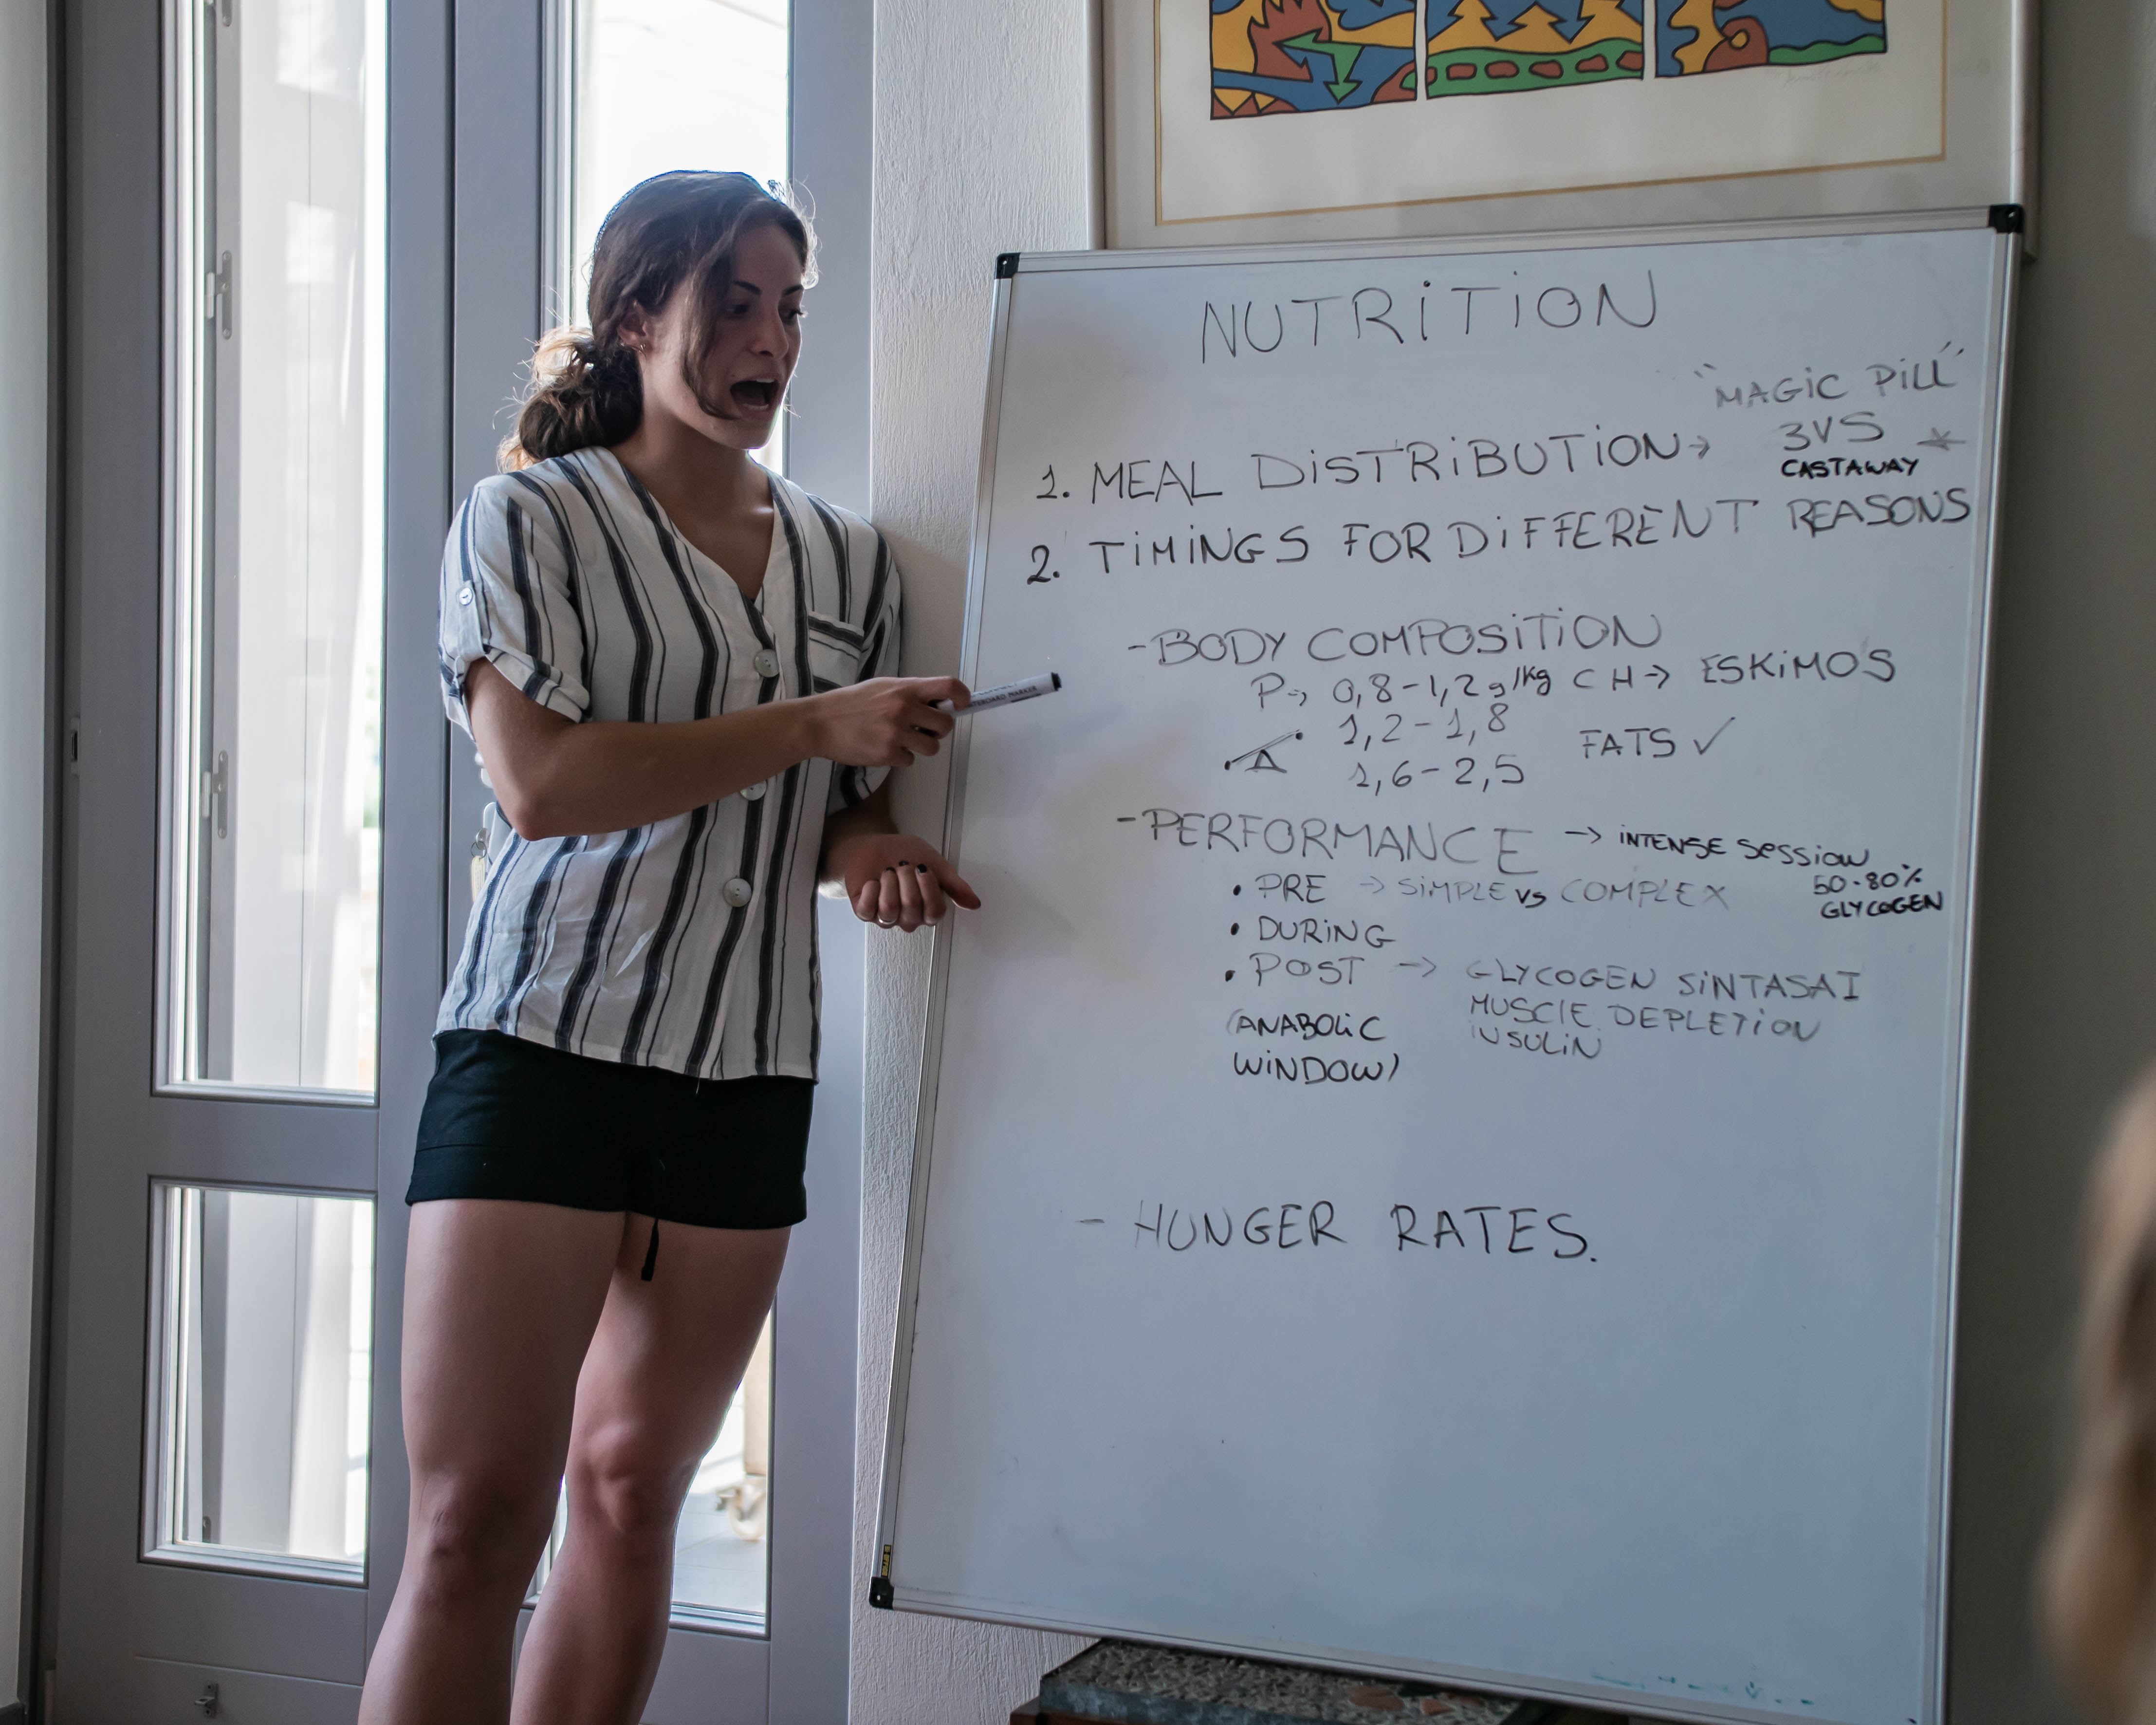 NUTRITION
"MAGIC PILL"
1. MEAL DISTRIBUTION → 3VS *
CASTAWAY
2. TIMINGS FOR DIFFERENT REASONS
- BODY COMPOSITION
P → 0,8-1,2 g/kg CH → ESKIMOS
1,2-1,8
FATS ✓
1,6-2,5
- PERFORMANCE → INTENSE SESSION
50-80%
GLYCOGEN
• PRE → SIMPLE VS COMPLEX
• DURING
• POST → GLYCOGEN SINTASAI
MUSCLE DEPLETION
INSULIN
(ANABOLIC
WINDOW)
- HUNGER RATES.
MARKER